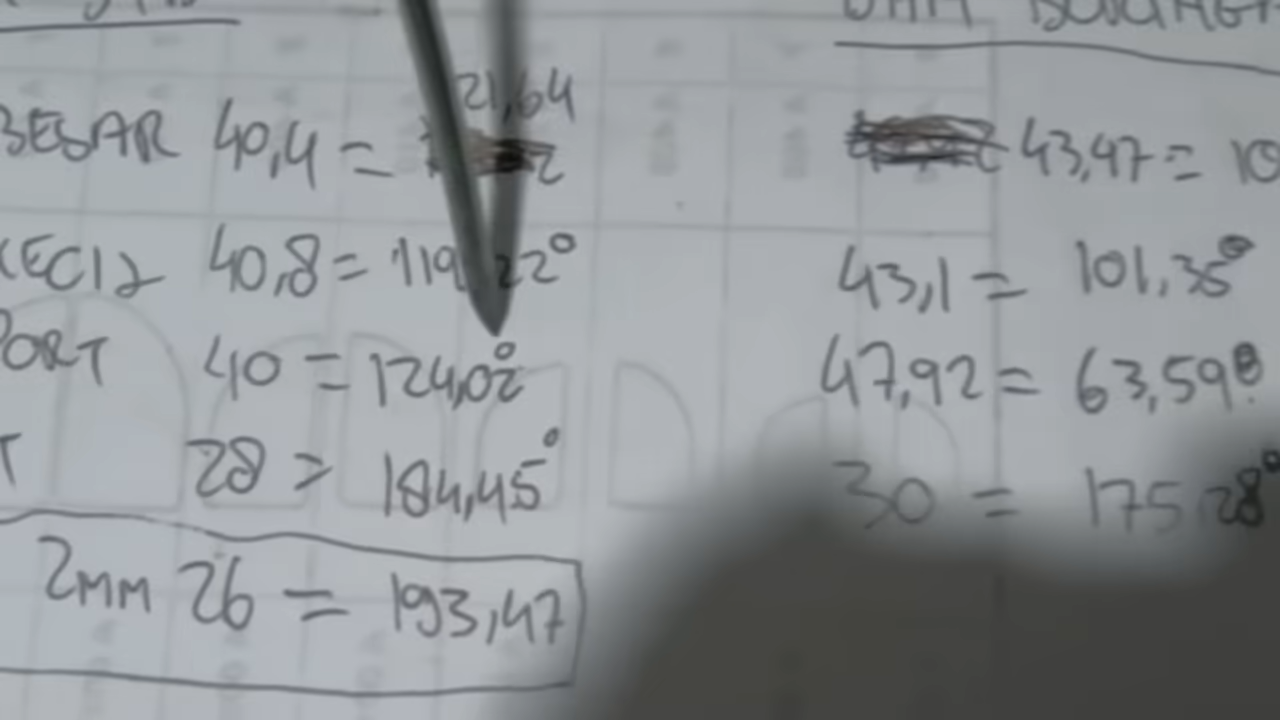 21,64
BESAR 40,4 =
43,47 = 10
KECIL 40,8 = 119,22°
43,1 = 101,35°
PORT 40 = 124,02°
47,92 = 63,59°
T 28 = 184,45°
30 = 175,28°
2MM 26 = 193,47